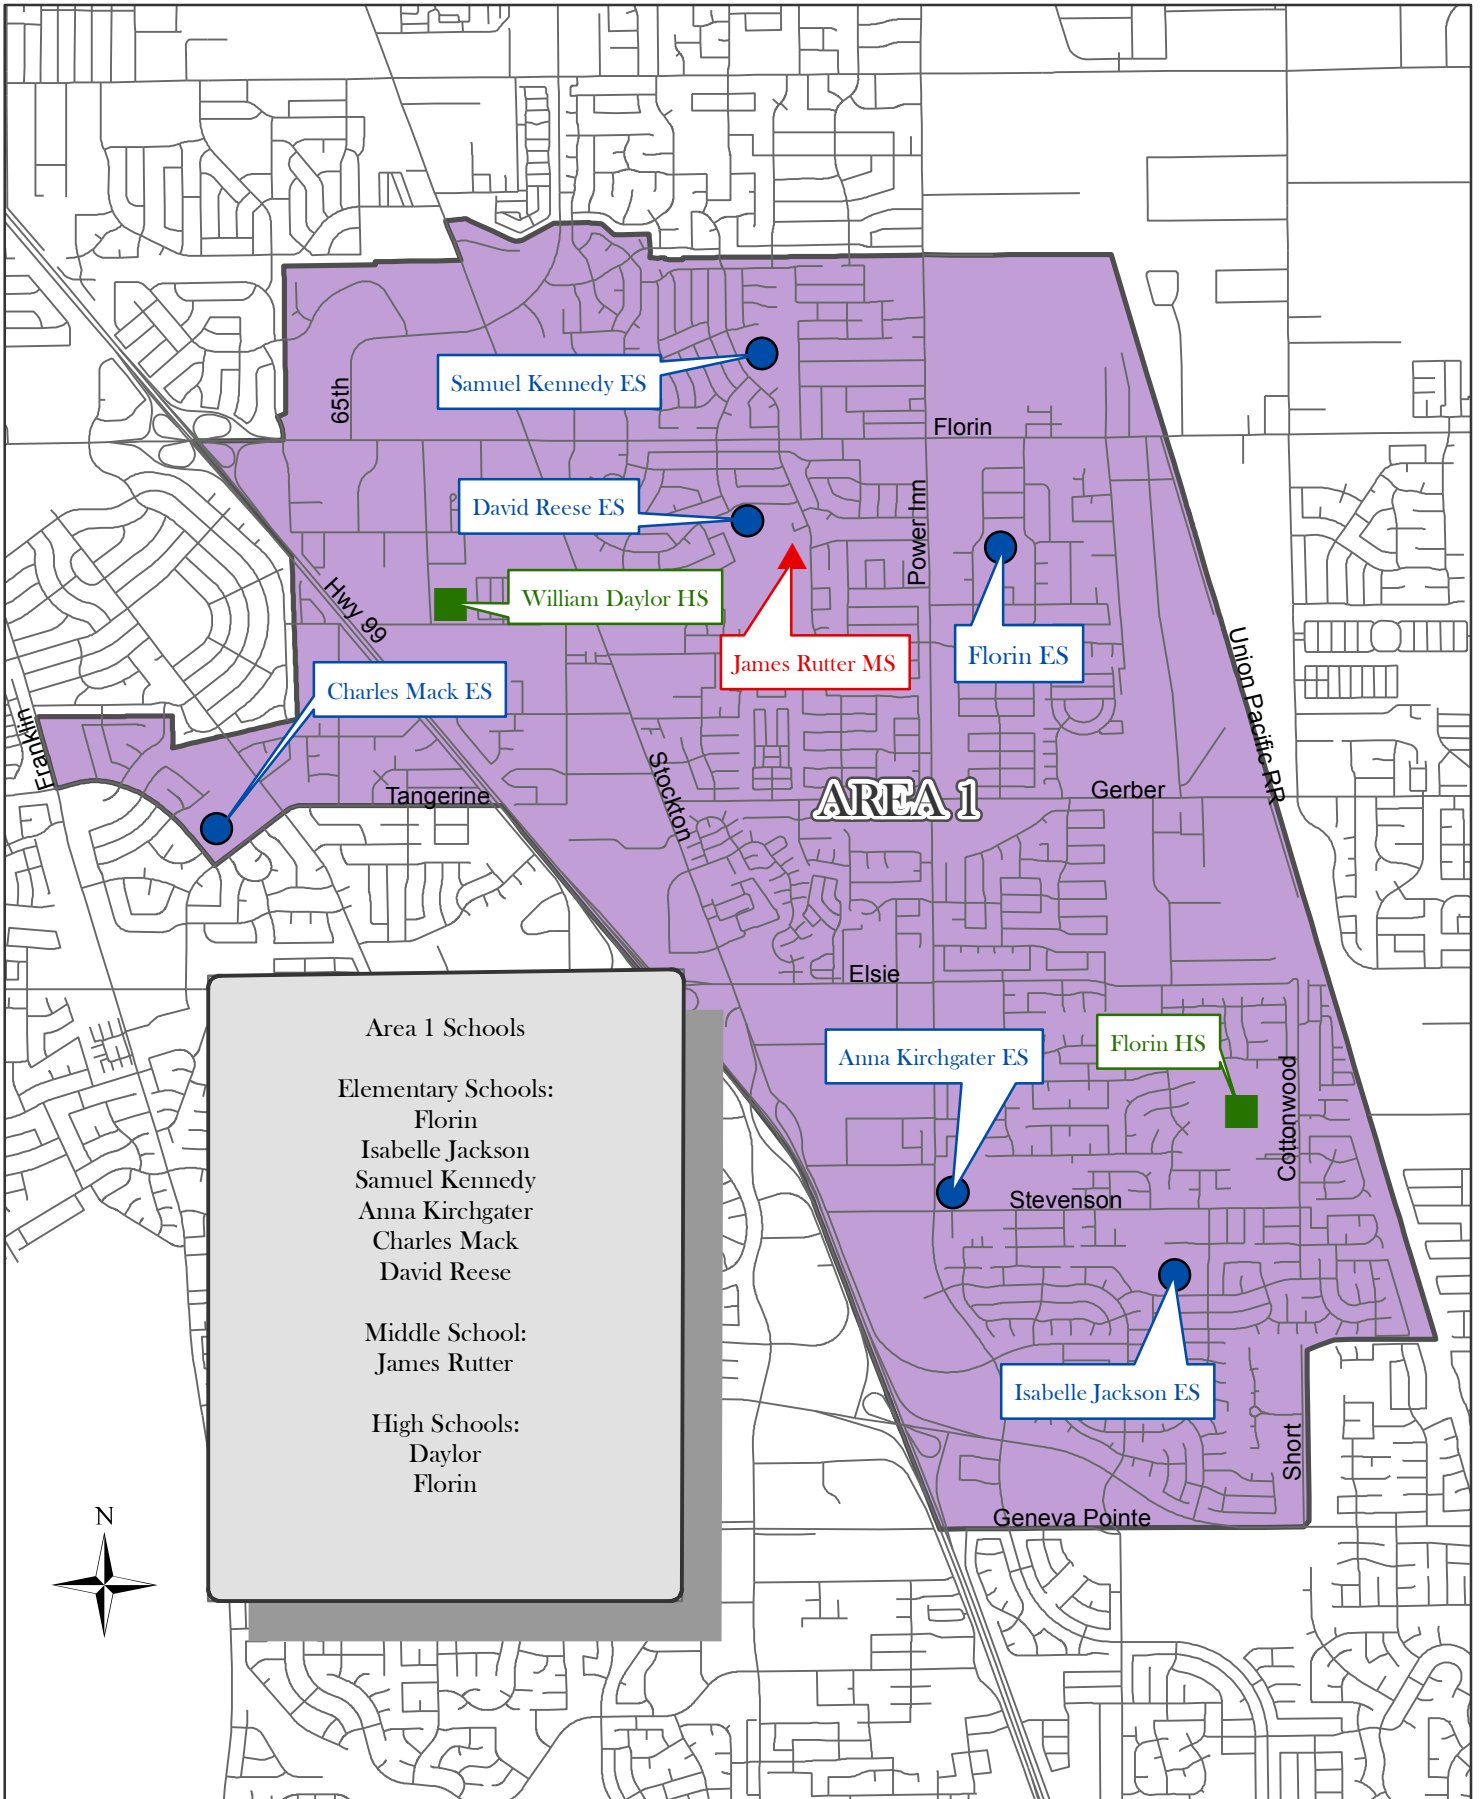 65th
Samuel Kennedy ES
Florin
David Reese ES
Power Inn
Hwy 99
William Daylor HS
James Rutter MS
Florin ES
Union Pacific RR
Charles Mack ES
Franklin
Tangerine
Stockton
AREA 1
Gerber
Elsie
Anna Kirchgater ES
Florin HS
Cottonwood
Stevenson
Isabelle Jackson ES
Short
Geneva Pointe
Area 1 Schools
Elementary Schools:
Florin
Isabelle Jackson
Samuel Kennedy
Anna Kirchgater
Charles Mack
David Reese
Middle School:
James Rutter
High Schools:
Daylor
Florin
N